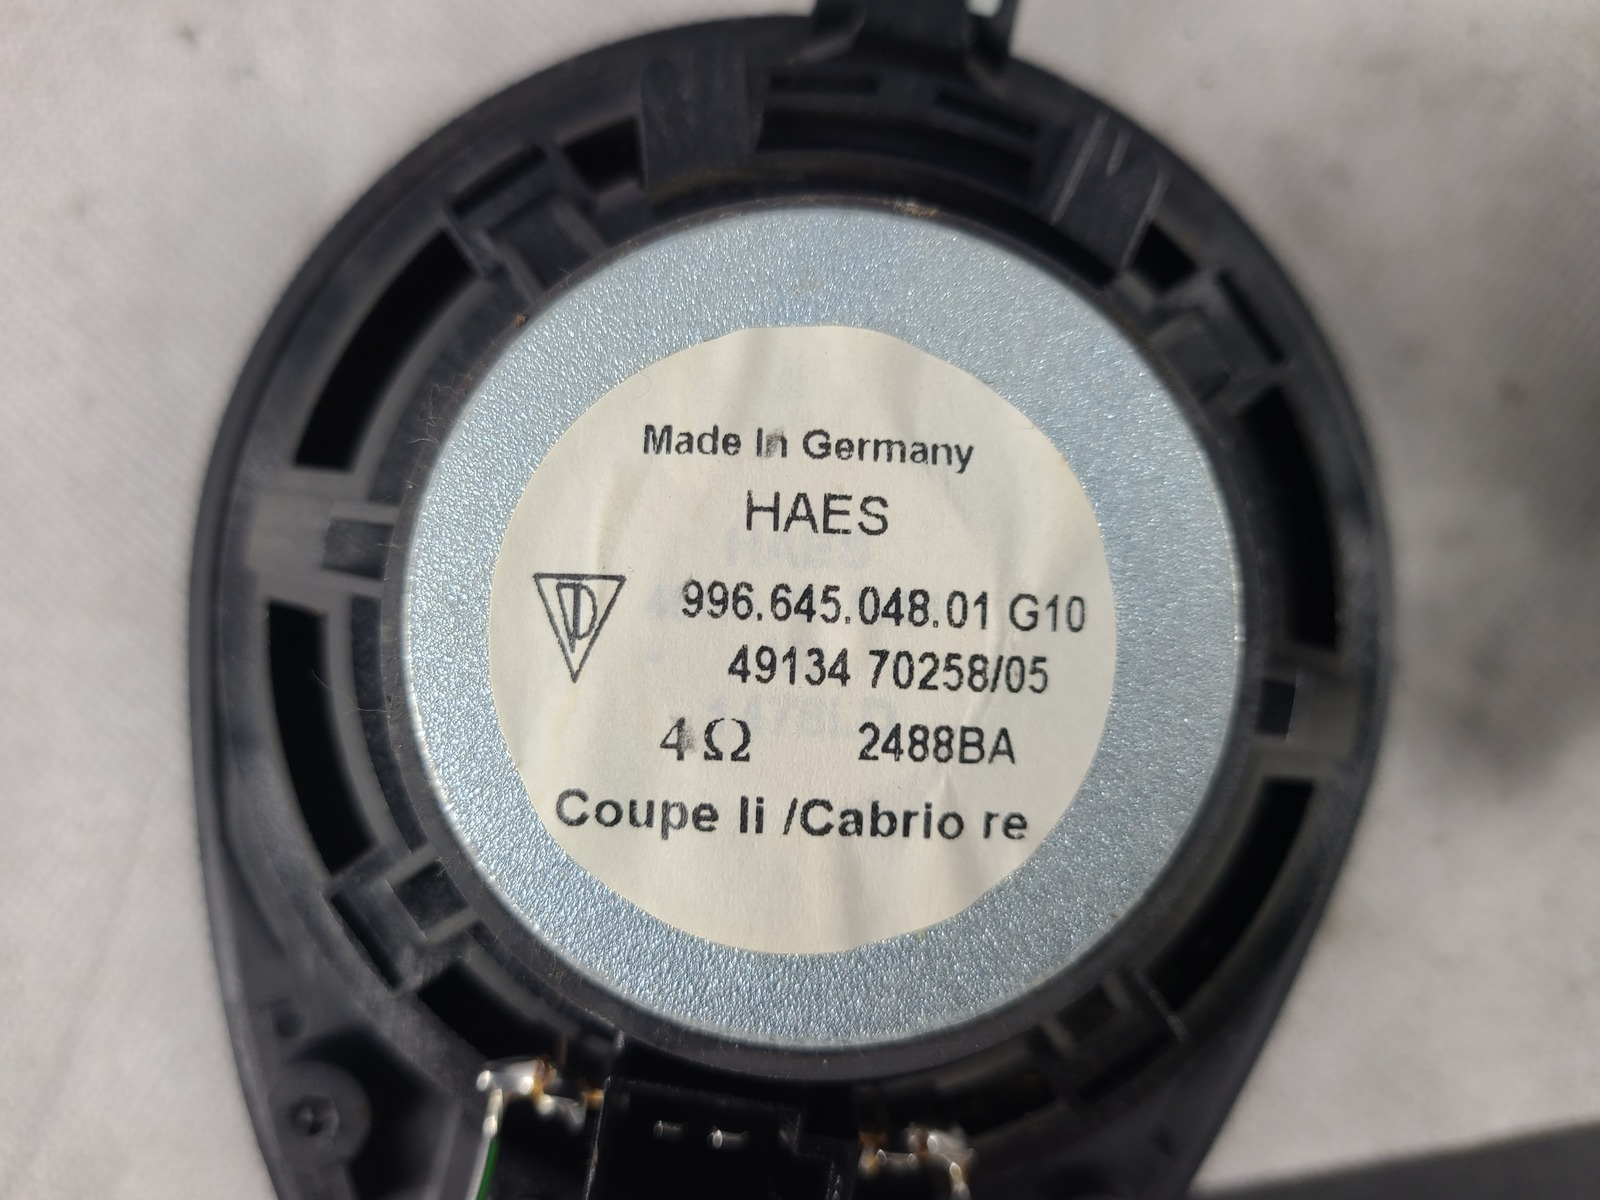 Made In Germany
HAES
996.645.048.01 G10
49134 70258/05
4Ω 2488BA
Coupe li /Cabrio re